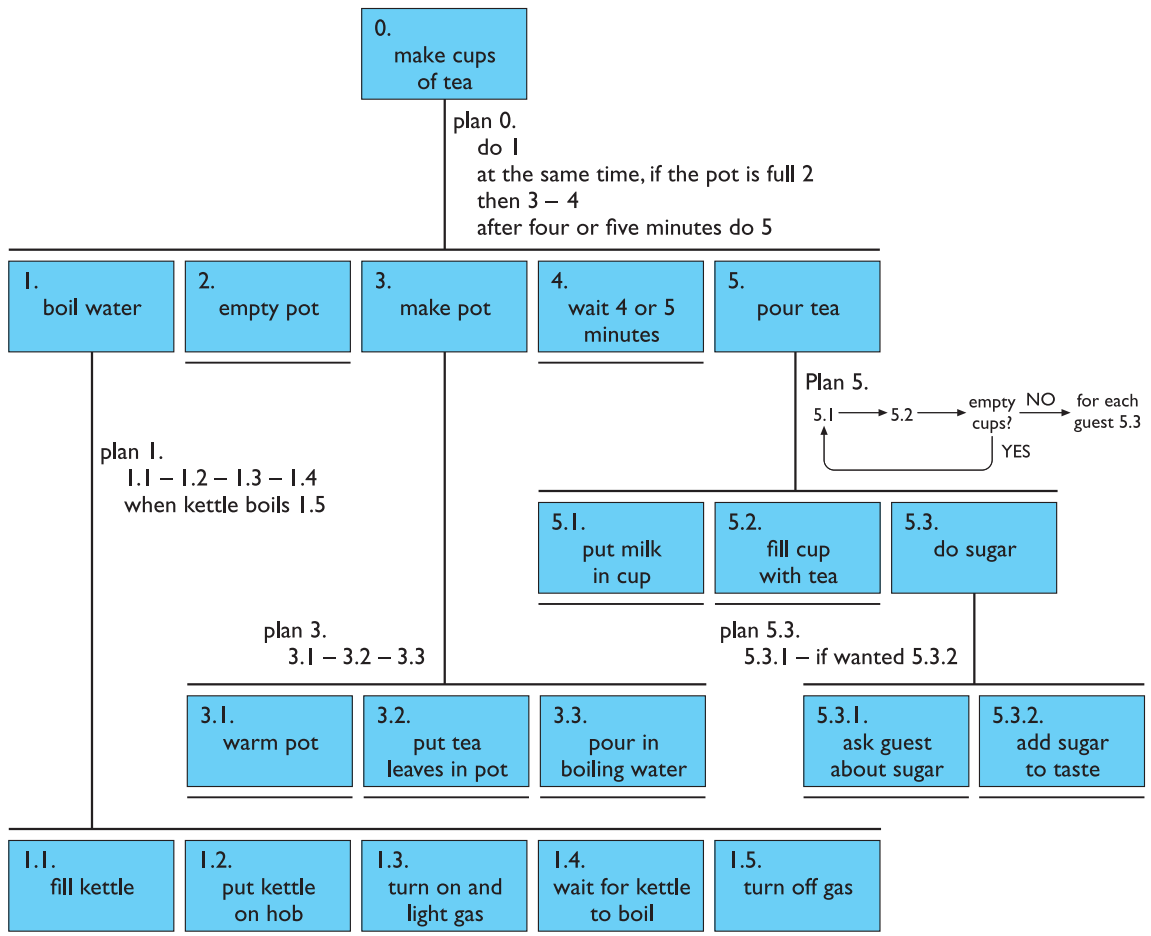 0.
make cups
of tea
plan 0.
do 1
at the same time, if the pot is full 2
then 3 – 4
after four or five minutes do 5
1.
boil water
2.
empty pot
3.
make pot
4.
wait 4 or 5
minutes
5.
pour tea
Plan 5.
5.1
5.2
empty
cups?
NO
for each
guest 5.3
YES
plan 1.
1.1 – 1.2 – 1.3 – 1.4
when kettle boils 1.5
5.1.
put milk
in cup
5.2.
fill cup
with tea
5.3.
do sugar
plan 3.
3.1 – 3.2 – 3.3
plan 5.3.
5.3.1 – if wanted 5.3.2
3.1.
warm pot
3.2.
put tea
leaves in pot
3.3.
pour in
boiling water
5.3.1.
ask guest
about sugar
5.3.2.
add sugar
to taste
1.1.
fill kettle
1.2.
put kettle
on hob
1.3.
turn on and
light gas
1.4.
wait for kettle
to boil
1.5.
turn off gas